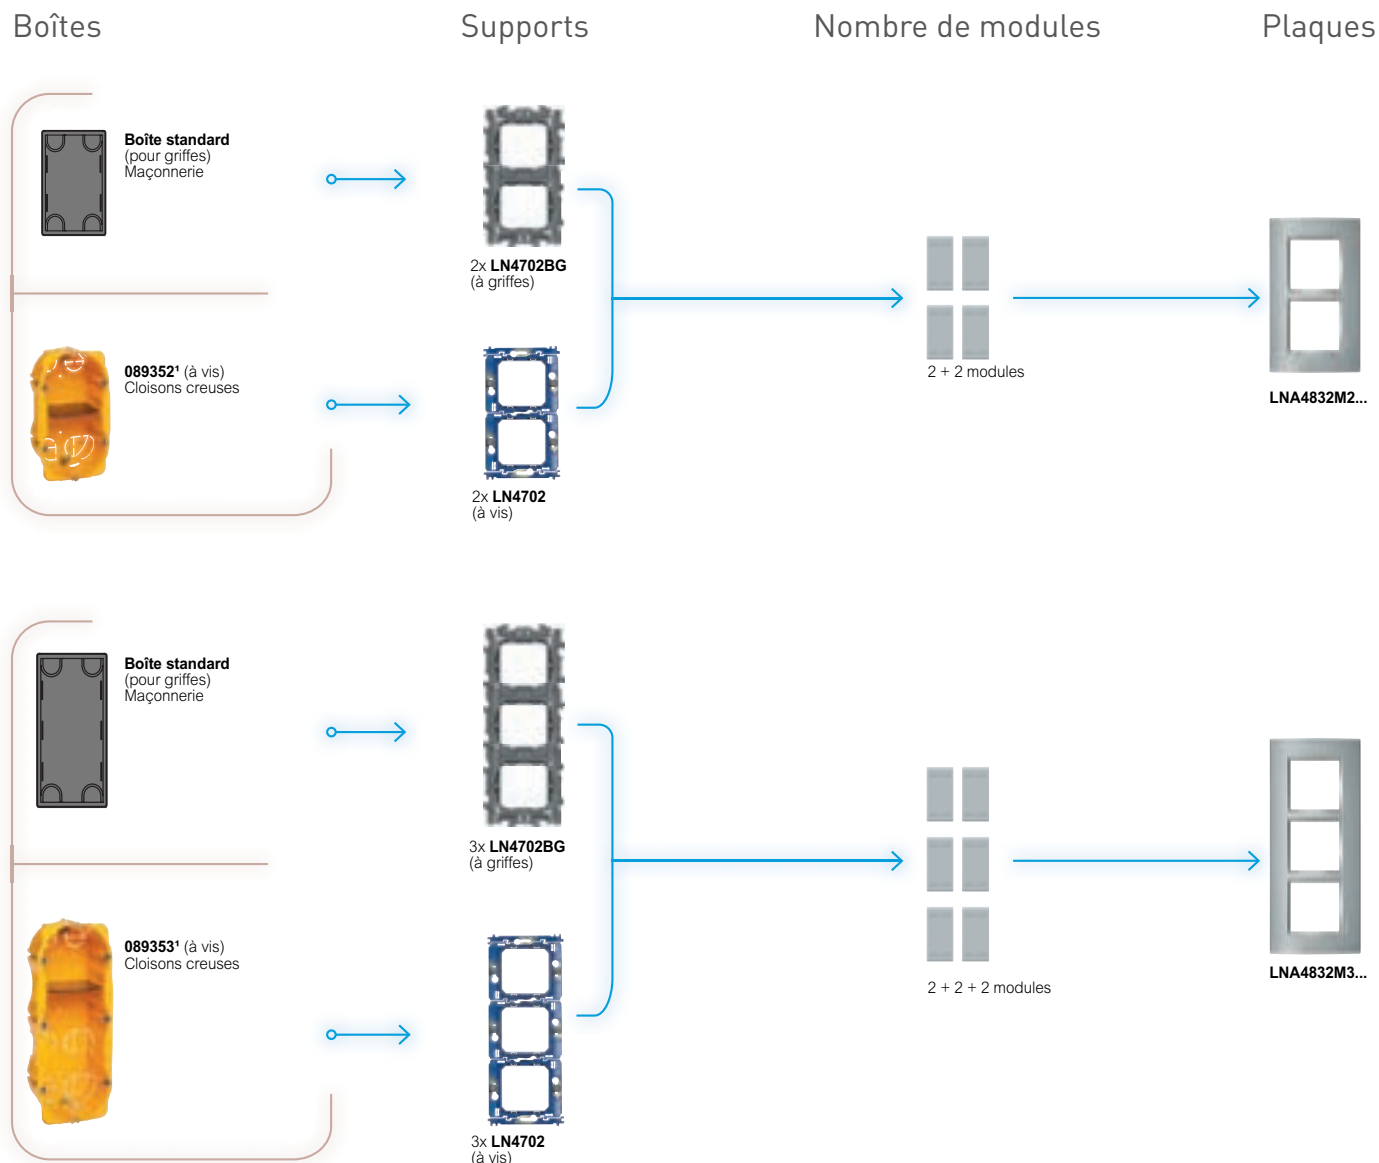 Boîtes
Supports
Nombre de modules
Plaques
Boîte standard
(pour griffes)
Maçonnerie
2x LN4702BG
(à griffes)
089352¹ (à vis)
Cloisons creuses
2x LN4702
(à vis)
2 + 2 modules
LNA4832M2...
Boîte standard
(pour griffes)
Maçonnerie
3x LN4702BG
(à griffes)
089353¹ (à vis)
Cloisons creuses
3x LN4702
(à vis)
2 + 2 + 2 modules
LNA4832M3...